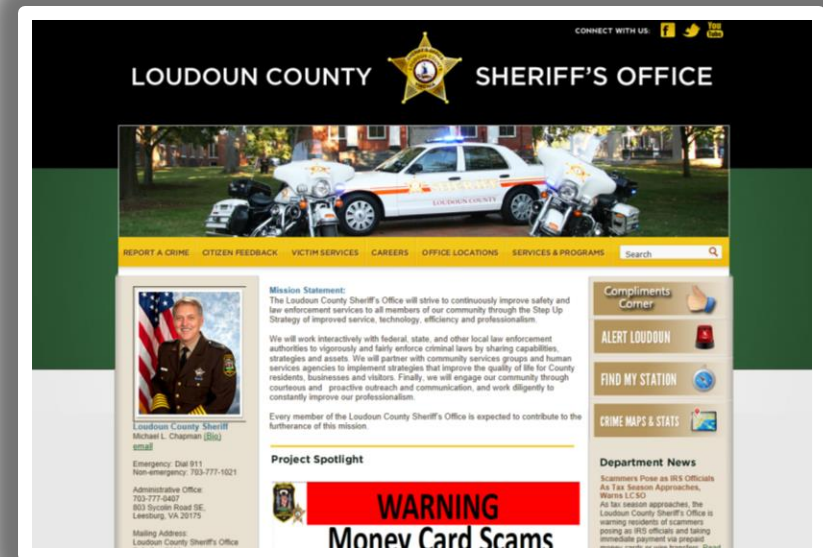 CONNECT WITH US:
You
Tube
LOUDOUN COUNTY SHERIFF'S OFFICE
LOUDOUN COUNTY
REPORT A CRIME CITIZEN FEEDBACK VICTIM SERVICES CAREERS OFFICE LOCATIONS SERVICES & PROGRAMS Search
Loudoun County Sheriff
Michael L. Chapman (Bio)
email
Emergency: Dial 911
Non-emergency: 703-777-1021
Administrative Office:
703-777-0407
803 Sycolin Road SE,
Leesburg, VA 20175
Mailing Address:
Loudoun County Sheriff's Office
Mission Statement:
The Loudoun County Sheriff's Office will strive to continuously improve safety and
law enforcement services to all members of our community through the Step Up
Strategy of improved service, technology, efficiency and professionalism.
We will work interactively with federal, state, and other local law enforcement
authorities to vigorously and fairly enforce criminal laws by sharing capabilities,
strategies and assets. We will partner with community services groups and human
services agencies to implement strategies that improve the quality of life for County
residents, businesses and visitors. Finally, we will engage our community through
courteous and proactive outreach and communication, and work diligently to
constantly improve our professionalism.
Every member of the Loudoun County Sheriff's Office is expected to contribute to the
furtherance of this mission.
Project Spotlight
WARNING
Money Card Scams
Compliments
Corner
ALERT LOUDOUN
FIND MY STATION
CRIME MAPS & STATS
Department News
Scammers Pose as IRS Officials
As Tax Season Approaches,
Warns LCSO
As tax season approaches, the
Loudoun County Sheriff's Office is
warning residents of scammers
posing as IRS officials and taking
immediate payment via prepaid
money cards or wire transfers. Read